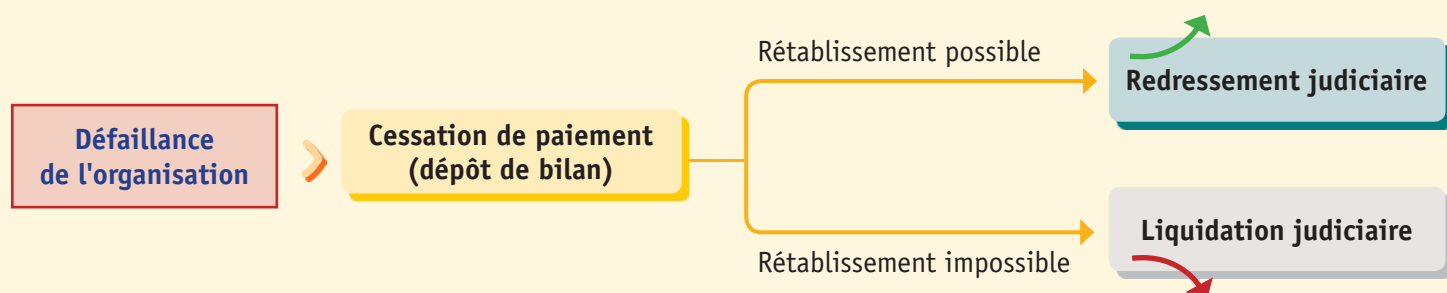 Défaillance
de l'organisation
Cessation de paiement
(dépôt de bilan)
Rétablissement possible
Redressement judiciaire
Rétablissement impossible
Liquidation judiciaire